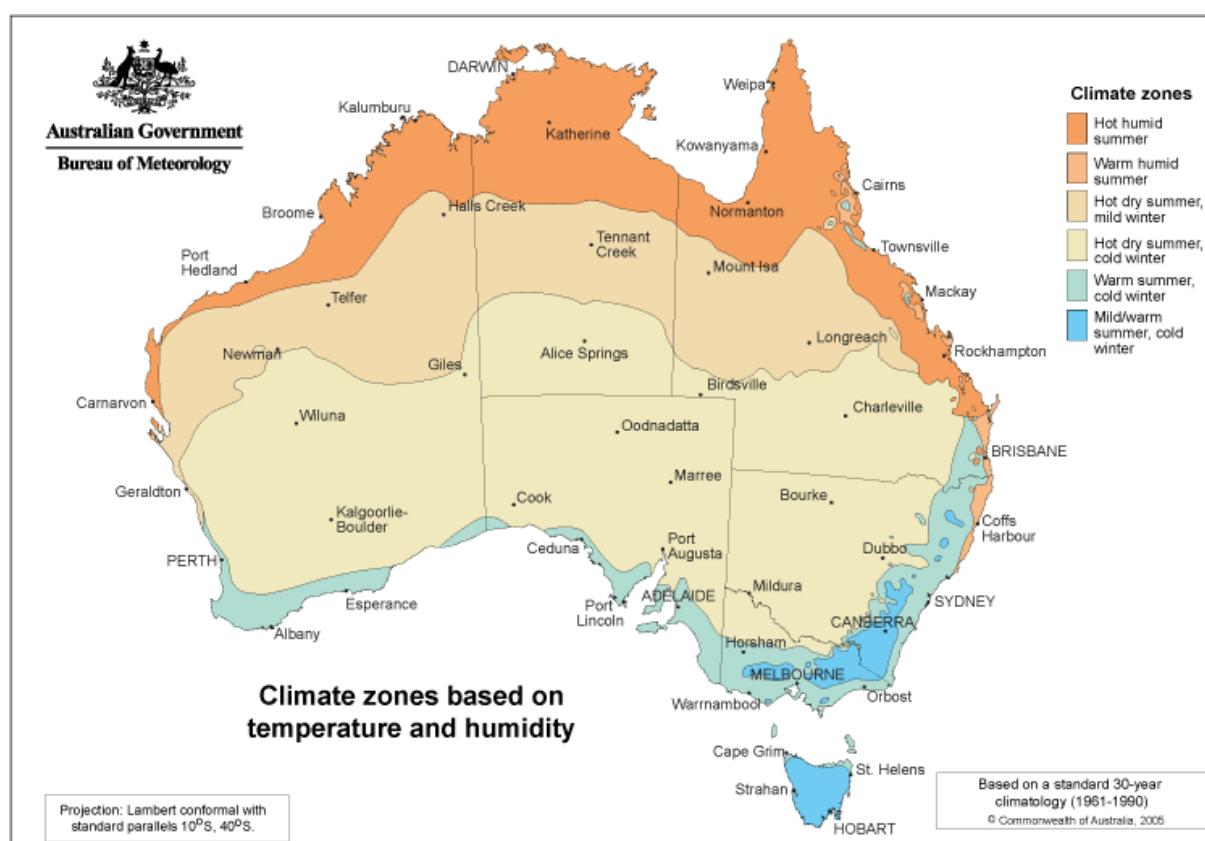 Australian Government
Bureau of Meteorology
DARWIN
Kalumburu
Katherine
Weipa
Kowanyama
Cairns
Broome
Halls Creek
Normanton
Port
Hedland
Tennant
Creek
Townsville
Mount Isa
Telfer
Mackay
Newman
Giles
Alice Springs
Longreach
Rockhampton
Birdsville
Carnarvon
Wiluna
Charleville
Oodnadatta
BRISBANE
Marree
Geraldton
Cook
Bourke
Kalgoorlie-
Boulder
Coffs
Harbour
PERTH
Ceduna
Port
Augusta
Dubbo
Esperance
Mildura
ADELAIDE
SYDNEY
Port
Lincoln
Albany
CANBERRA
Horsham
MELBOURNE
Warrnambool
Orbost
Cape Grim
St. Helens
Strahan
HOBART
Climate zones
Hot humid
summer
Warm humid
summer
Hot dry summer,
mild winter
Hot dry summer,
cold winter
Warm summer,
cold winter
Mild/warm
summer, cold
winter
Climate zones based on
temperature and humidity
Projection: Lambert conformal with
standard parallels 10°S, 40°S.
Based on a standard 30-year
climatology (1961-1990)
© Commonwealth of Australia, 2005